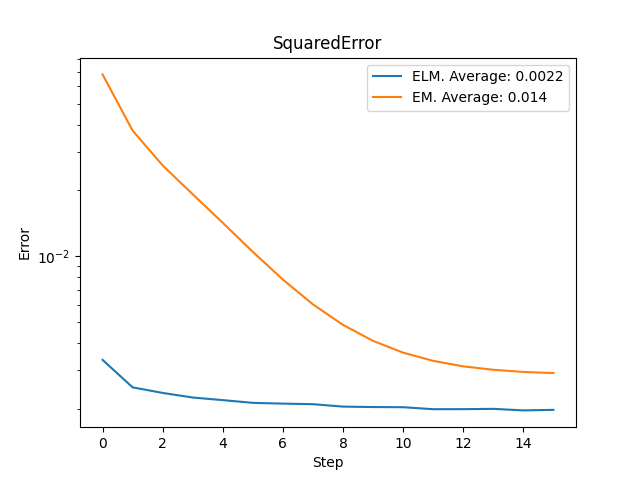 SquaredError
ELM. Average: 0.0022
EM. Average: 0.014
Error
10⁻²
0 2 4 6 8 10 12 14
Step